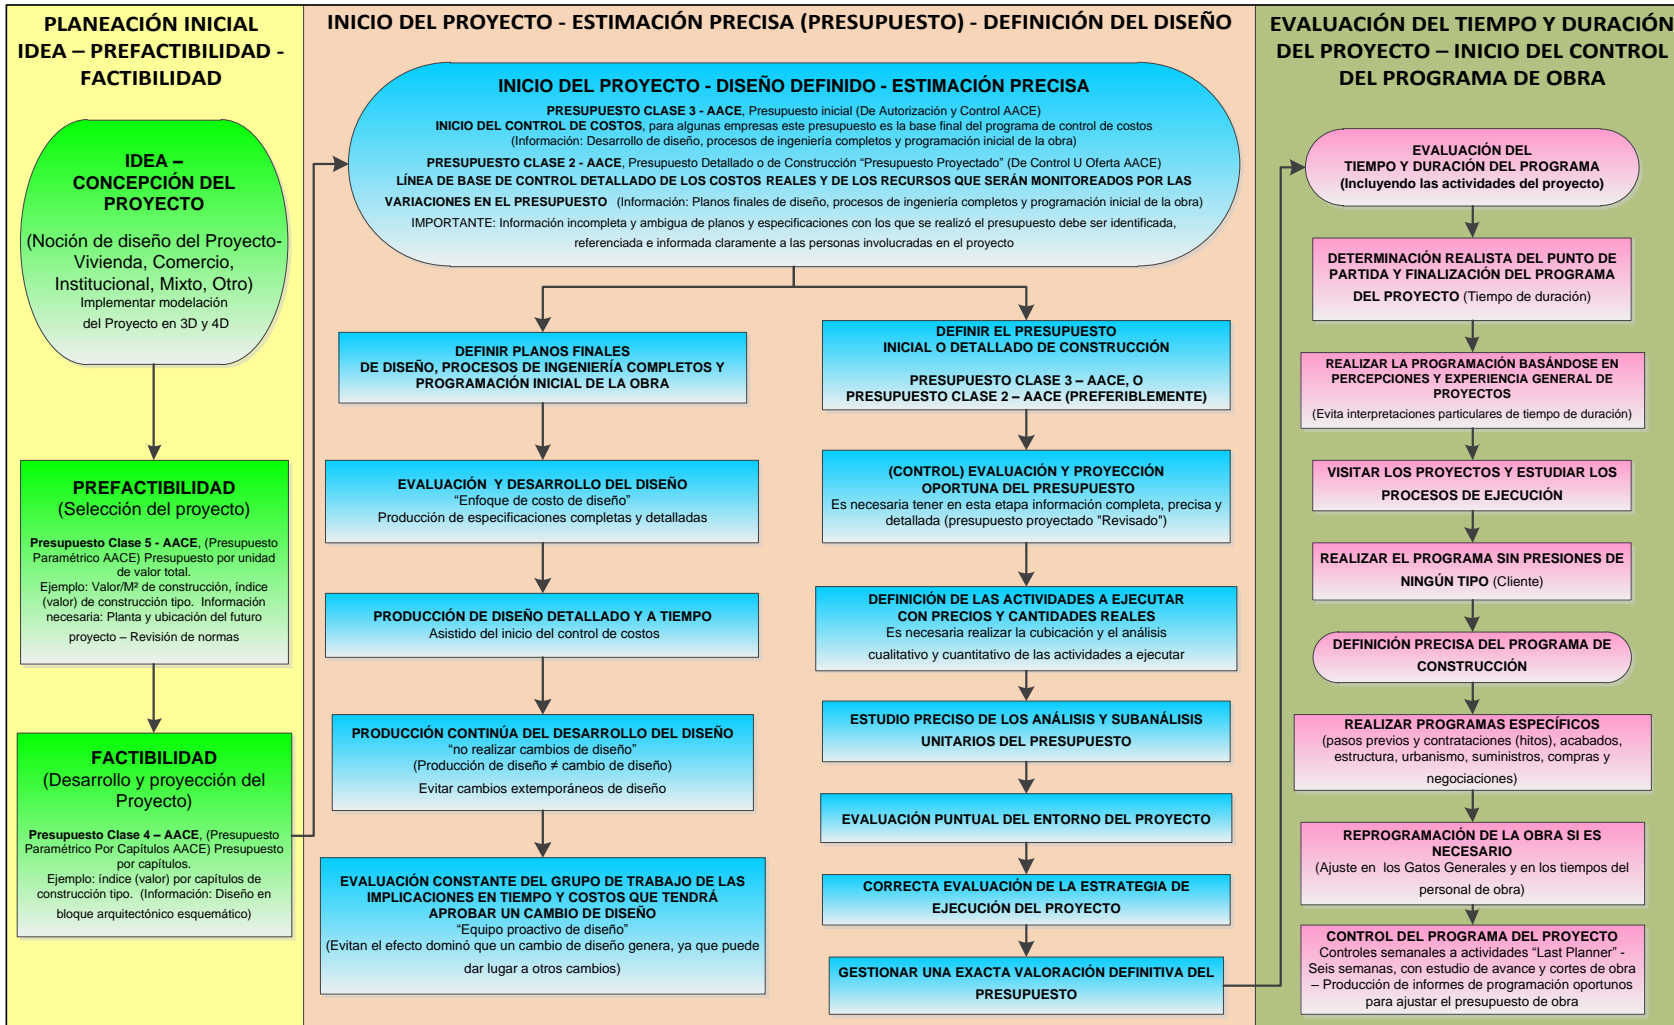 PLANEACIÓN INICIAL
IDEA – PREFACTIBILIDAD -
FACTIBILIDAD
IDEA –
CONCEPCIÓN DEL
PROYECTO
(Noción de diseño del Proyecto-
Vivienda, Comercio,
Institucional, Mixto, Otro)
Implementar modelación
del Proyecto en 3D y 4D
PREFACTIBILIDAD
(Selección del proyecto)
Presupuesto Clase 5 - AACE, (Presupuesto
Paramétrico AACE) Presupuesto por unidad
de valor total.
Ejemplo: Valor/M² de construcción, índice
(valor) de construcción tipo. Información
necesaria: Planta y ubicación del futuro
proyecto – Revisión de normas
FACTIBILIDAD
(Desarrollo y proyección del
Proyecto)
Presupuesto Clase 4 – AACE, (Presupuesto
Paramétrico Por Capítulos AACE) Presupuesto
por capítulos.
Ejemplo: índice (valor) por capítulos de
construcción tipo. (Información: Diseño en
bloque arquitectónico esquemático)
INICIO DEL PROYECTO - ESTIMACIÓN PRECISA (PRESUPUESTO) - DEFINICIÓN DEL DISEÑO
INICIO DEL PROYECTO - DISEÑO DEFINIDO - ESTIMACIÓN PRECISA
PRESUPUESTO CLASE 3 - AACE, Presupuesto inicial (De Autorización y Control AACE)
INICIO DEL CONTROL DE COSTOS, para algunas empresas este presupuesto es la base final del programa de control de costos
(Información: Desarrollo de diseño, procesos de ingeniería completos y programación inicial de la obra)
PRESUPUESTO CLASE 2 - AACE, Presupuesto Detallado o de Construcción “Presupuesto Proyectado” (De Control U Oferta AACE)
LÍNEA DE BASE DE CONTROL DETALLADO DE LOS COSTOS REALES Y DE LOS RECURSOS QUE SERÁN MONITOREADOS POR LAS
VARIACIONES EN EL PRESUPUESTO (Información: Planos finales de diseño, procesos de ingeniería completos y programación inicial de la obra)
IMPORTANTE: Información incompleta y ambigua de planos y especificaciones con los que se realizó el presupuesto debe ser identificada,
referenciada e informada claramente a las personas involucradas en el proyecto
DEFINIR PLANOS FINALES
DE DISEÑO, PROCESOS DE INGENIERÍA COMPLETOS Y
PROGRAMACIÓN INICIAL DE LA OBRA
EVALUACIÓN Y DESARROLLO DEL DISEÑO
“Enfoque de costo de diseño”
Producción de especificaciones completas y detalladas
PRODUCCIÓN DE DISEÑO DETALLADO Y A TIEMPO
Asistido del inicio del control de costos
PRODUCCIÓN CONTINÚA DEL DESARROLLO DEL DISEÑO
“no realizar cambios de diseño”
(Producción de diseño ≠ cambio de diseño)
Evitar cambios extemporáneos de diseño
EVALUACIÓN CONSTANTE DEL GRUPO DE TRABAJO DE LAS
IMPLICACIONES EN TIEMPO Y COSTOS QUE TENDRÁ
APROBAR UN CAMBIO DE DISEÑO
“Equipo proactivo de diseño”
(Evitan el efecto dominó que un cambio de diseño genera, ya que puede
dar lugar a otros cambios)
DEFINIR EL PRESUPUESTO
INICIAL O DETALLADO DE CONSTRUCCIÓN
PRESUPUESTO CLASE 3 – AACE, O
PRESUPUESTO CLASE 2 – AACE (PREFERIBLEMENTE)
(CONTROL) EVALUACIÓN Y PROYECCIÓN
OPORTUNA DEL PRESUPUESTO
Es necesaria tener en esta etapa información completa, precisa y
detallada (presupuesto proyectado "Revisado")
DEFINICIÓN DE LAS ACTIVIDADES A EJECUTAR
CON PRECIOS Y CANTIDADES REALES
Es necesaria realizar la cubicación y el análisis
cualitativo y cuantitativo de las actividades a ejecutar
ESTUDIO PRECISO DE LOS ANÁLISIS Y SUBANÁLISIS
UNITARIOS DEL PRESUPUESTO
EVALUACIÓN PUNTUAL DEL ENTORNO DEL PROYECTO
CORRECTA EVALUACIÓN DE LA ESTRATEGIA DE
EJECUCIÓN DEL PROYECTO
GESTIONAR UNA EXACTA VALORACIÓN DEFINITIVA DEL
PRESUPUESTO
EVALUACIÓN DEL TIEMPO Y DURACIÓN
DEL PROYECTO – INICIO DEL CONTROL
DEL PROGRAMA DE OBRA
EVALUACIÓN DEL
TIEMPO Y DURACIÓN DEL PROGRAMA
(Incluyendo las actividades del proyecto)
DETERMINACIÓN REALISTA DEL PUNTO DE
PARTIDA Y FINALIZACIÓN DEL PROGRAMA
DEL PROYECTO (Tiempo de duración)
REALIZAR LA PROGRAMACIÓN BASÁNDOSE EN
PERCEPCIONES Y EXPERIENCIA GENERAL DE
PROYECTOS
(Evita interpretaciones particulares de tiempo de duración)
VISITAR LOS PROYECTOS Y ESTUDIAR LOS
PROCESOS DE EJECUCIÓN
REALIZAR EL PROGRAMA SIN PRESIONES DE
NINGÚN TIPO (Cliente)
DEFINICIÓN PRECISA DEL PROGRAMA DE
CONSTRUCCIÓN
REALIZAR PROGRAMAS ESPECÍFICOS
(pasos previos y contrataciones (hitos), acabados,
estructura, urbanismo, suministros, compras y
negociaciones)
REPROGRAMACIÓN DE LA OBRA SI ES
NECESARIO
(Ajuste en los Gatos Generales y en los tiempos del
personal de obra)
CONTROL DEL PROGRAMA DEL PROYECTO
Controles semanales a actividades “Last Planner” -
Seis semanas, con estudio de avance y cortes de obra
– Producción de informes de programación oportunos
para ajustar el presupuesto de obra